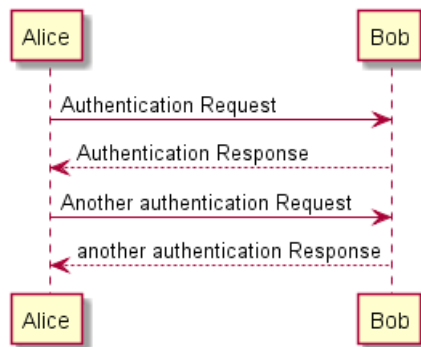 Alice Bob
Authentication Request
Authentication Response
Another authentication Request
another authentication Response
Alice Bob